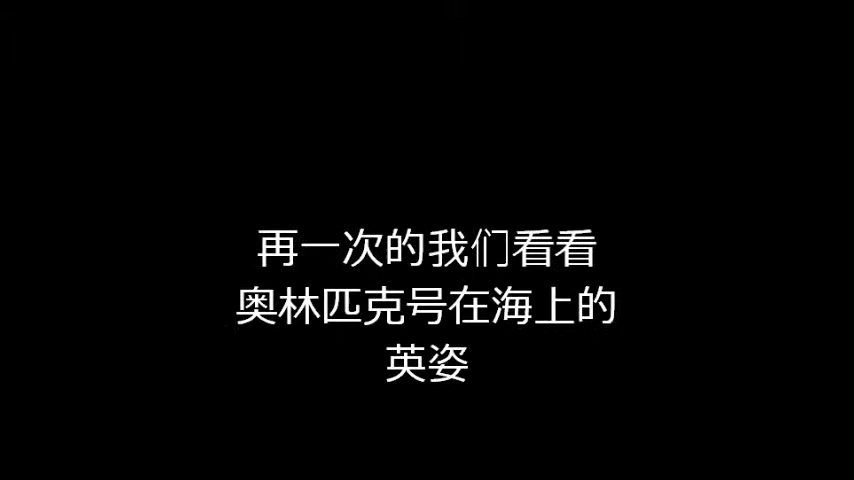 再一次的我们看看
奥林匹克号在海上的
英姿